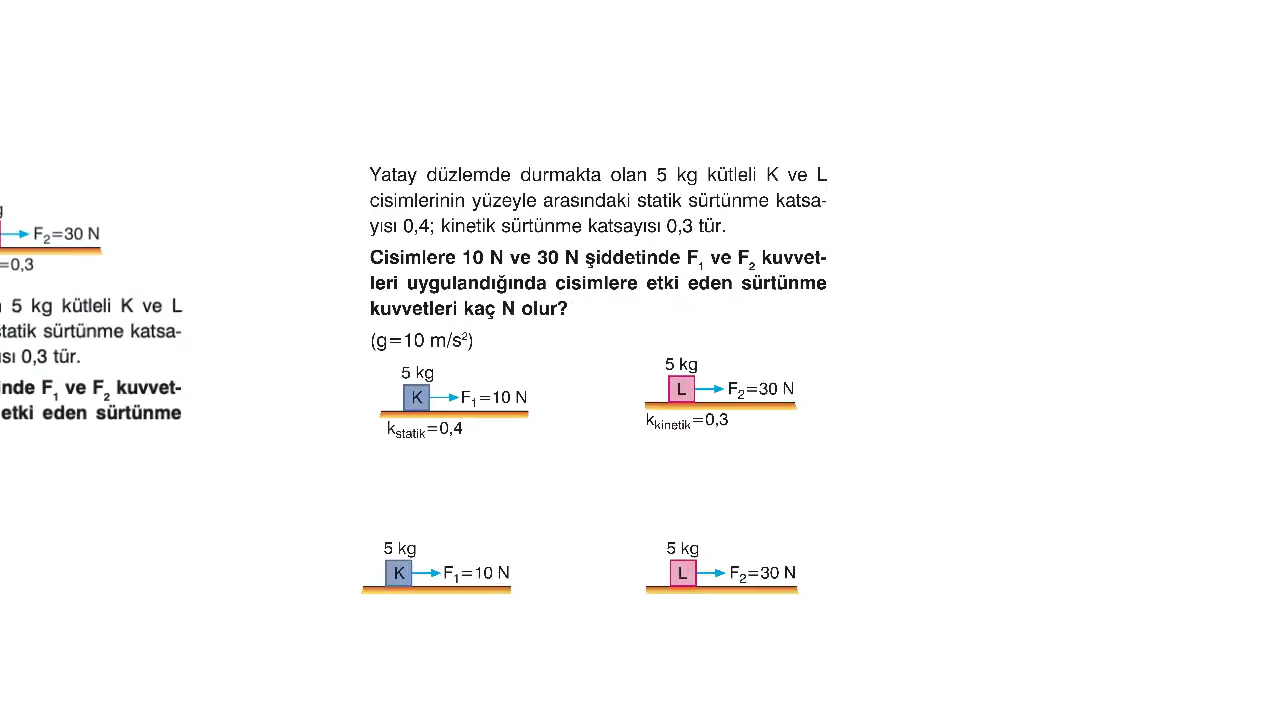 Yatay düzlemde durmakta olan 5 kg kütleli K ve L
cisimlerinin yüzeyle arasındaki statik sürtünme katsa-
yısı 0,4; kinetik sürtünme katsayısı 0,3 tür.
Cisimlere 10 N ve 30 N şiddetinde F₁ ve F₂ kuvvet-
leri uygulandığında cisimlere etki eden sürtünme
kuvvetleri kaç N olur?
(g=10 m/s²)
5 kg
K
F₁=10 N
kstatik=0,4
5 kg
L
F₂=30 N
kkinetik=0,3
5 kg
K
F₁=10 N
5 kg
L
F₂=30 N
F₂=30 N
=0,3
5 kg kütleli K ve L
statik sürtünme katsa-
sı 0,3 tür.
inde F₁ ve F₂ kuvvet-
etki eden sürtünme